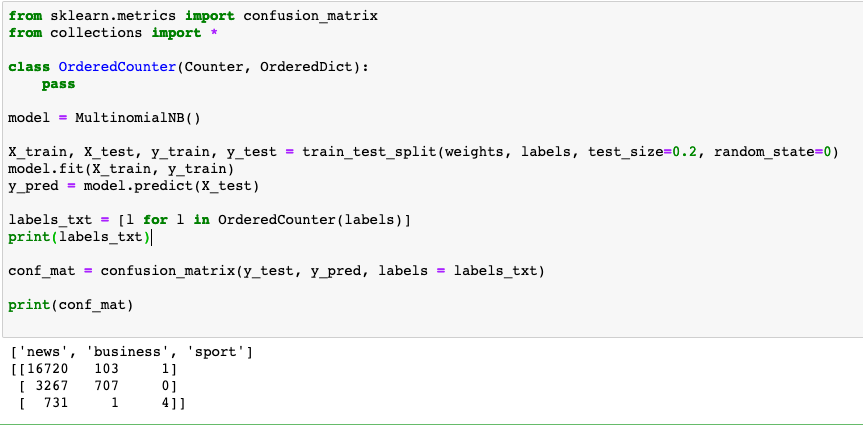 from sklearn.metrics import confusion_matrix
from collections import *
class OrderedCounter(Counter, OrderedDict):
    pass
model = MultinomialNB()
X_train, X_test, y_train, y_test = train_test_split(weights, labels, test_size=0.2, random_state=0)
model.fit(X_train, y_train)
y_pred = model.predict(X_test)
labels_txt = [l for l in OrderedCounter(labels)]
print(labels_txt)
conf_mat = confusion_matrix(y_test, y_pred, labels = labels_txt)
print(conf_mat)
['news', 'business', 'sport']
[[16720   103     1]
 [ 3267   707     0]
 [  731     1     4]]